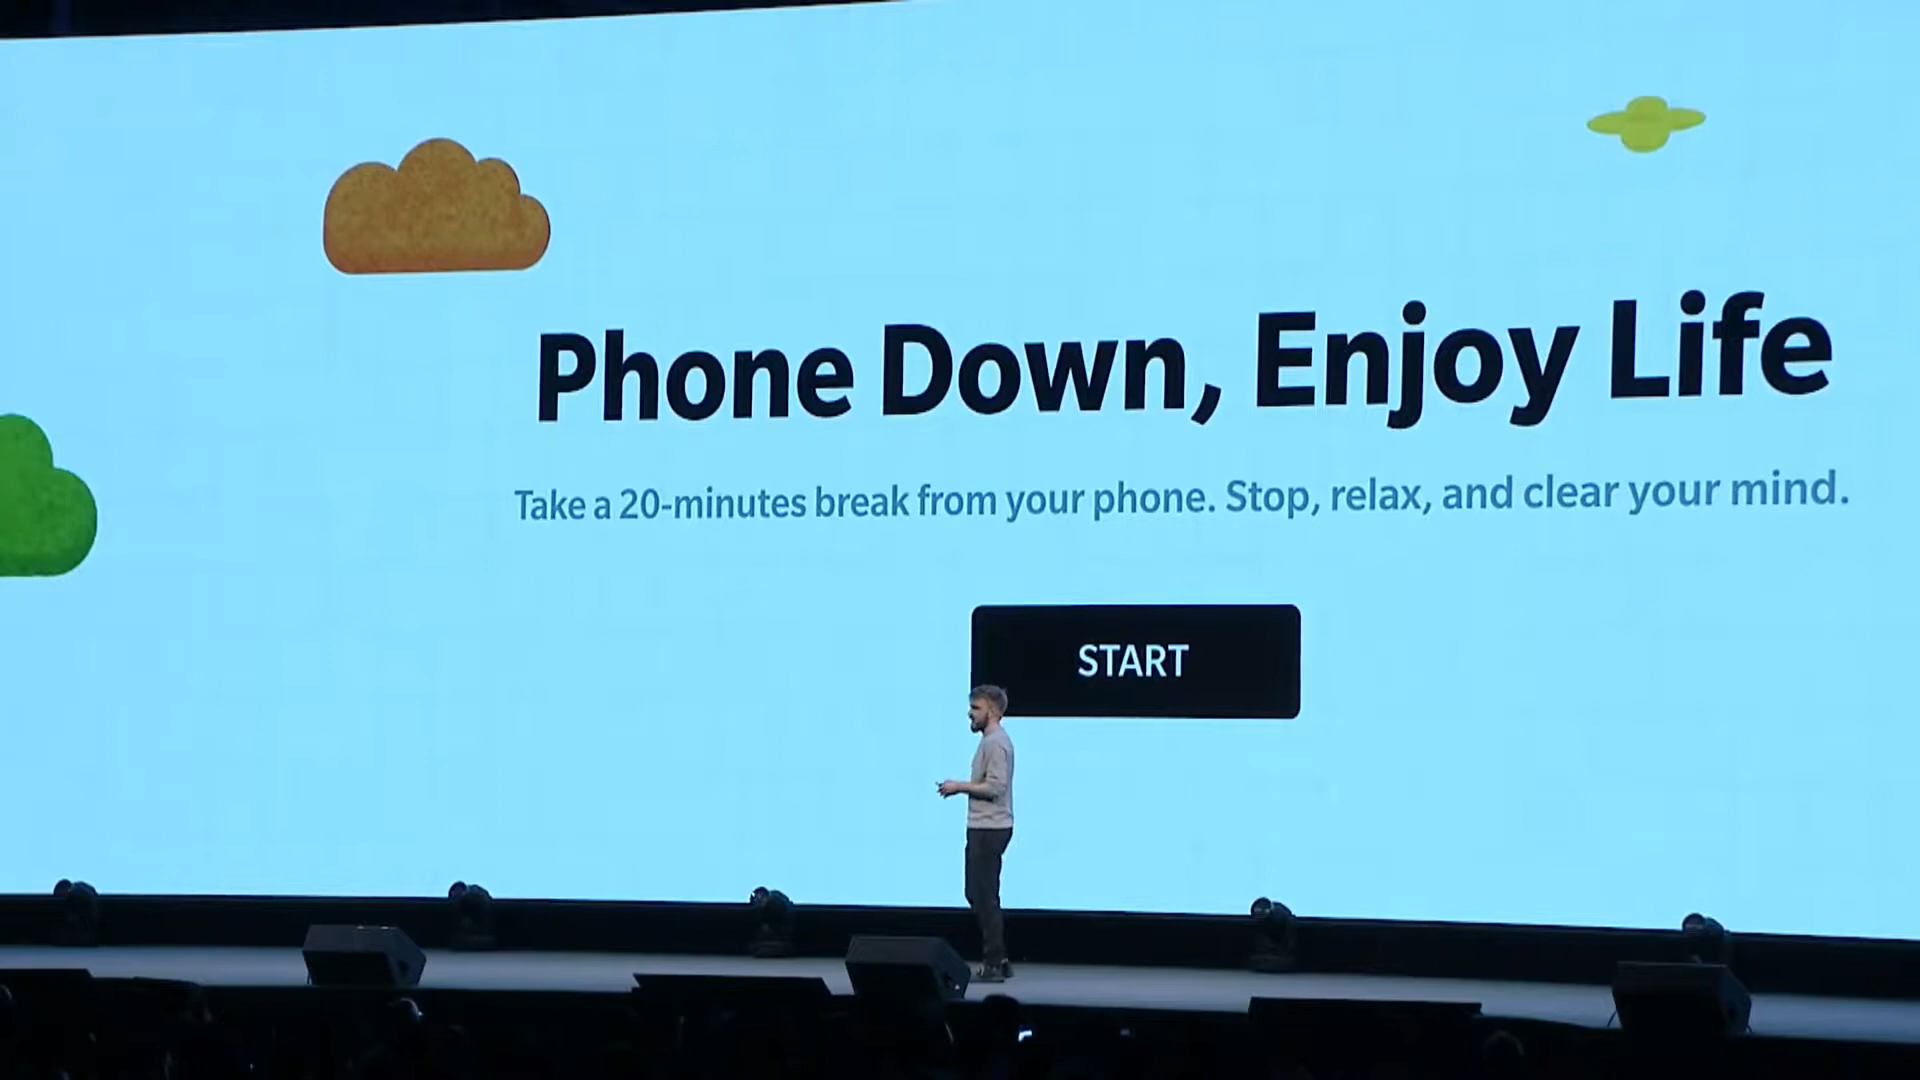 Phone Down, Enjoy Life
Take a 20-minutes break from your phone. Stop, relax, and clear your mind.
START